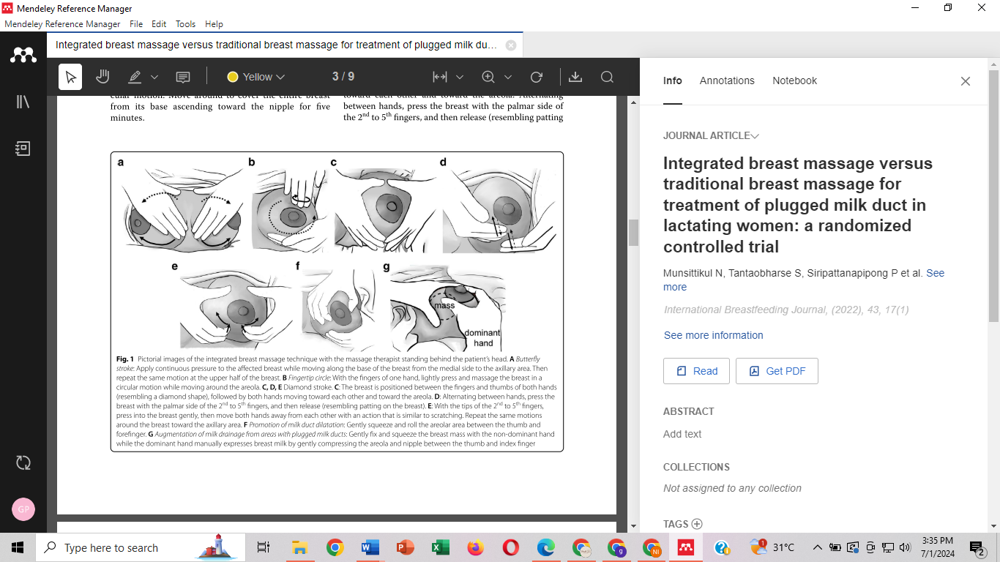 Mendeley Reference Manager
Mendeley Reference Manager File Edit Tools Help
Integrated breast massage versus traditional breast massage for treatment of plugged milk du...
Yellow
3 / 9
cular motion. Move around to cover the entire breast
from its base ascending toward the nipple for five
minutes.
toward each other and toward the areola. Alternating
between hands, press the breast with the palmar side of
the 2nd to 5th fingers, and then release (resembling patting
a
b
c
d
e
f
g
mass
dominant
hand
Fig. 1 Pictorial images of the integrated breast massage technique with the massage therapist standing behind the patient's head. A Butterfly
stroke: Apply continuous pressure to the affected breast while moving along the base of the breast from the medial side to the axillary area. Then
repeat the same motion at the upper half of the breast. B Fingertip circle: With the fingers of one hand, lightly press and massage the breast in a
circular motion while moving around the areola. C, D, E Diamond stroke. C: The breast is positioned between the fingers and thumbs of both hands
(resembling a diamond shape), followed by both hands moving toward each other and toward the areola. D: Alternating between hands, press the
breast with the palmar side of the 2nd to 5th fingers, and then release (resembling patting on the breast). E: With the tips of the 2nd to 5th fingers,
press into the breast gently, then move both hands away from each other with an action that is similar to scratching. Repeat the same motions
around the breast toward the axillary area. F Promotion of milk duct dilatation: Gently squeeze and roll the areolar area between the thumb and
forefinger. G Augmentation of milk drainage from areas with plugged milk ducts: Gently fix and squeeze the breast mass with the non-dominant hand
while the dominant hand manually expresses breast milk by gently compressing the areola and nipple between the thumb and index finger
Info Annotations Notebook
JOURNAL ARTICLE
Integrated breast massage versus
traditional breast massage for
treatment of plugged milk duct in
lactating women: a randomized
controlled trial
Munsittikul N, Tantaobharse S, Siripattanapipong P et al. See
more
International Breastfeeding Journal, (2022), 43, 17(1)
See more information
Read
Get PDF
ABSTRACT
Add text
COLLECTIONS
Not assigned to any collection
TAGS
GP
Type here to search
31°C
3:35 PM
7/1/2024
2